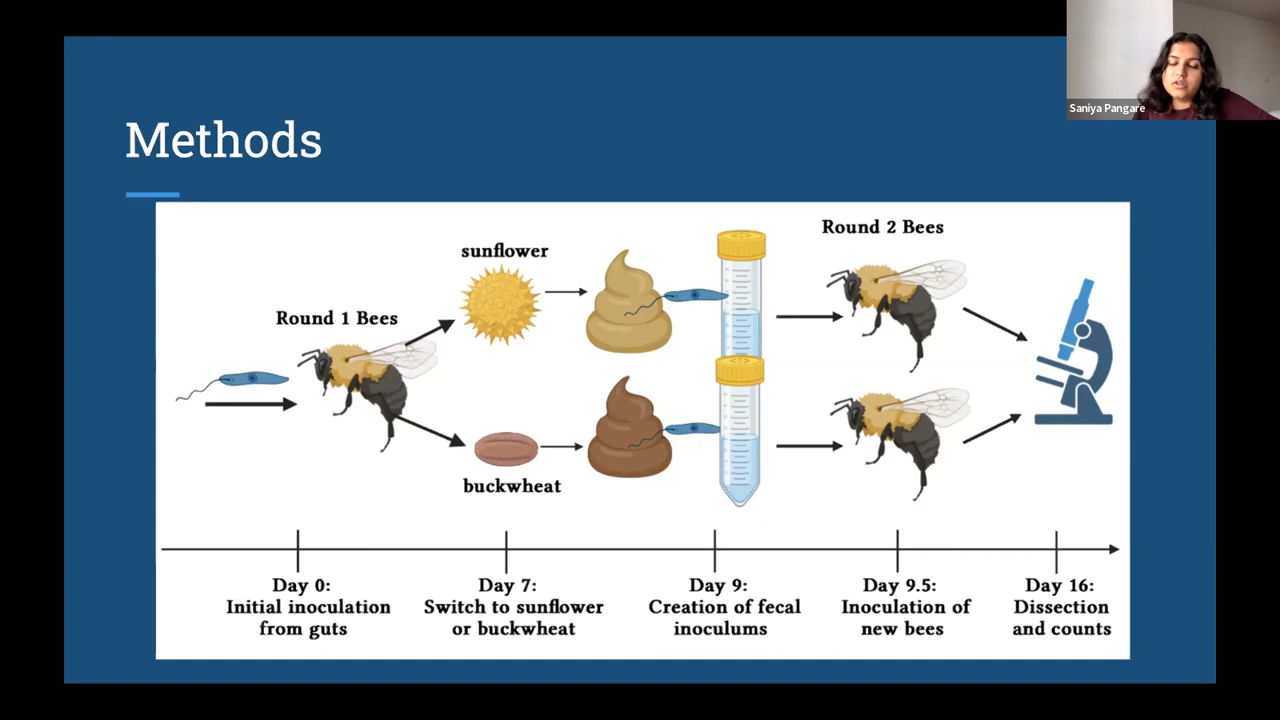 Saniya Pangare
Methods
Round 2 Bees
sunflower
Round 1 Bees
buckwheat
Day 0:
Initial inoculation
from guts
Day 7:
Switch to sunflower
or buckwheat
Day 9:
Creation of fecal
inoculums
Day 9.5:
Inoculation of
new bees
Day 16:
Dissection
and counts